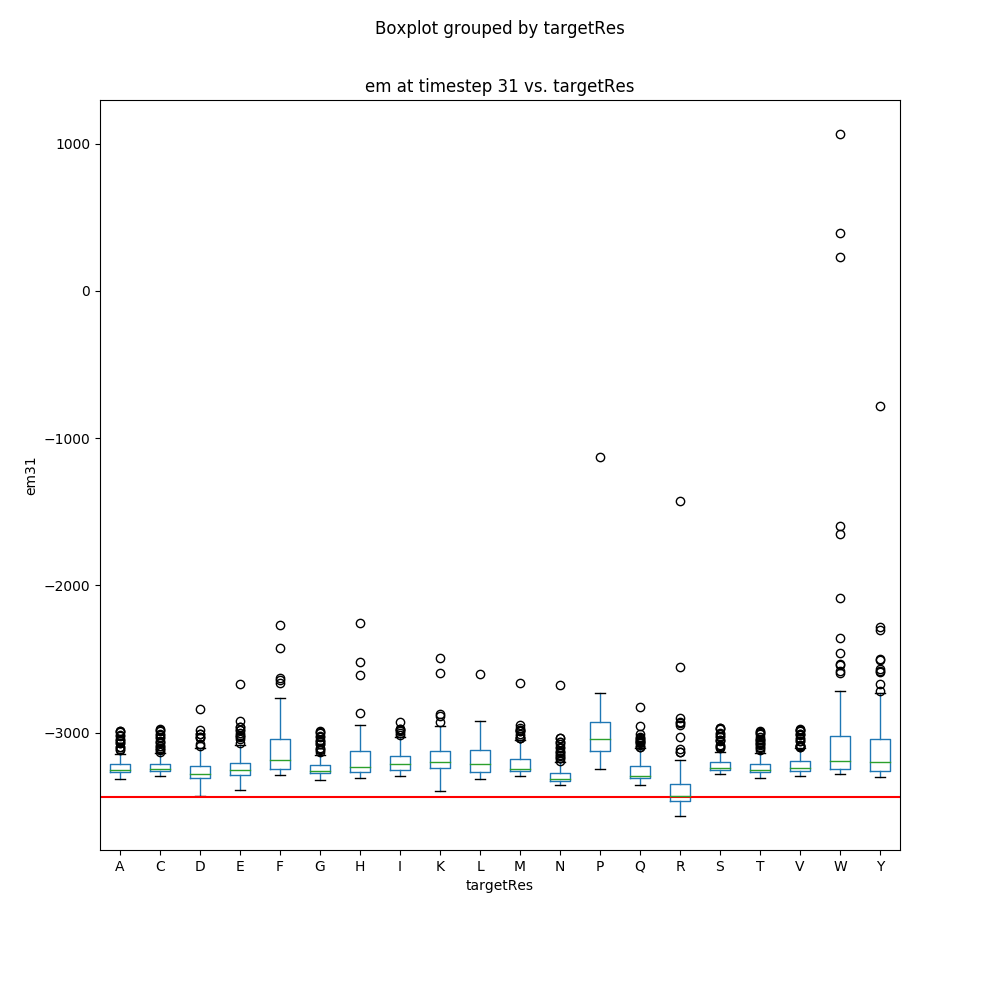 Boxplot grouped by targetRes
em at timestep 31 vs. targetRes
1000
0
−1000
−2000
−3000
em31
A C D E F G H I K L M N P Q R S T V W Y
targetRes